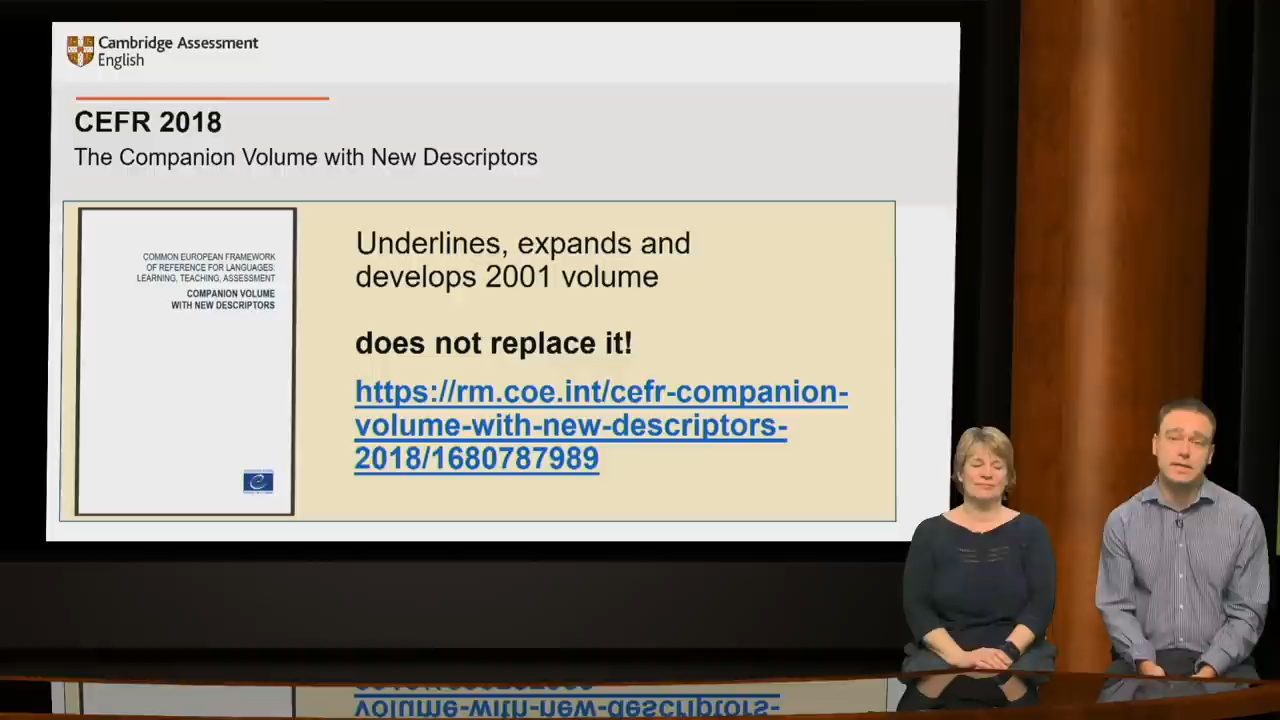 Cambridge Assessment
English
CEFR 2018
The Companion Volume with New Descriptors
COMMON EUROPEAN FRAMEWORK
OF REFERENCE FOR LANGUAGES:
LEARNING, TEACHING, ASSESSMENT
COMPANION VOLUME
WITH NEW DESCRIPTORS
Underlines, expands and
develops 2001 volume
does not replace it!
https://rm.coe.int/cefr-companion-
volume-with-new-descriptors-
2018/1680787989